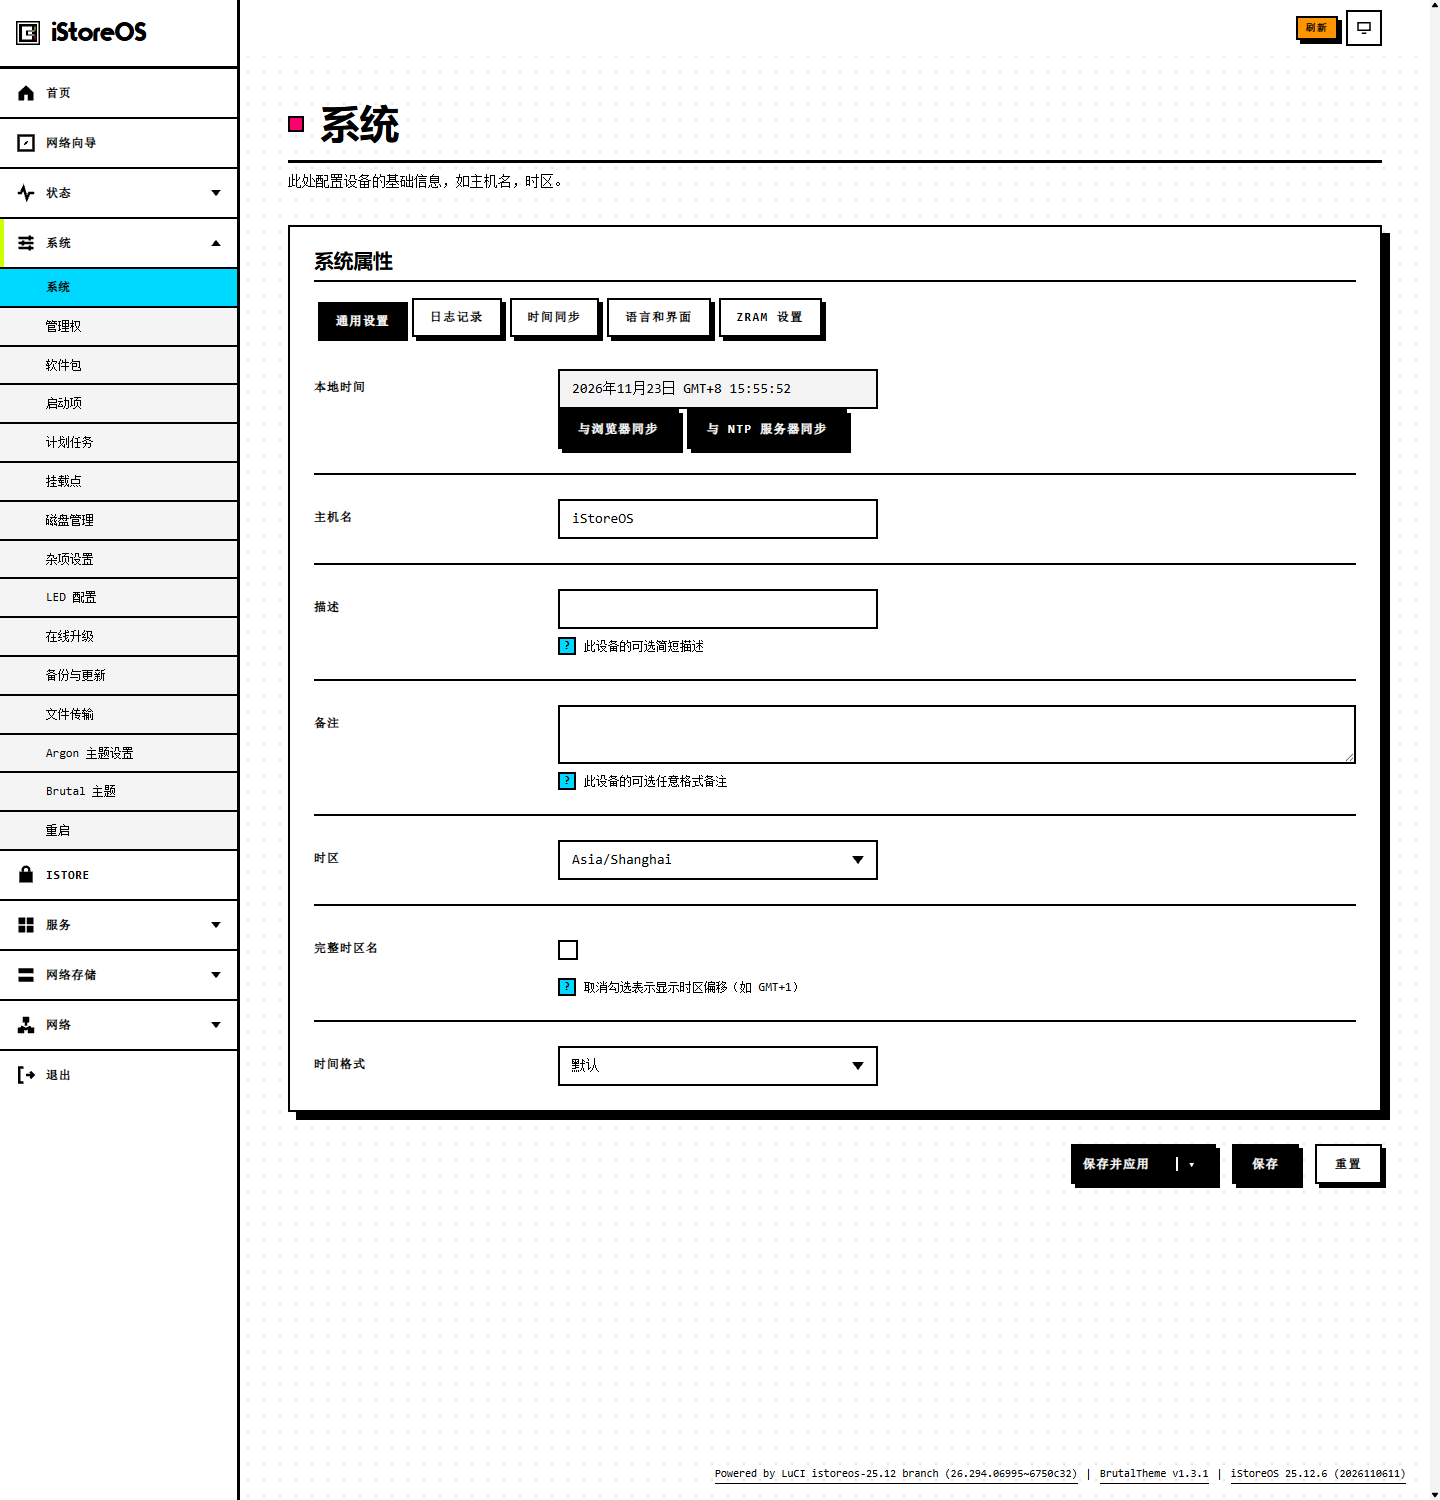 iStoreOS
刷新
首页
网络向导
状态
系统
系统
管理权
软件包
启动项
计划任务
挂载点
磁盘管理
杂项设置
LED 配置
在线升级
备份与更新
文件传输
Argon 主题设置
Brutal 主题
重启
ISTORE
服务
网络存储
网络
退出
系统
此处配置设备的基础信息，如主机名，时区。
系统属性
通用设置 日志记录 时间同步 语言和界面 ZRAM 设置
本地时间 2026年11月23日 GMT+8 15:55:52
与浏览器同步 与 NTP 服务器同步
主机名 iStoreOS
描述
? 此设备的可选简短描述
备注
? 此设备的可选任意格式备注
时区 Asia/Shanghai
完整时区名
? 取消勾选表示显示时区偏移（如 GMT+1）
时间格式 默认
保存并应用 保存 重置
Powered by LuCI istoreos-25.12 branch (26.294.06995~6750c32) | BrutalTheme v1.3.1 | iStoreOS 25.12.6 (2026110611)